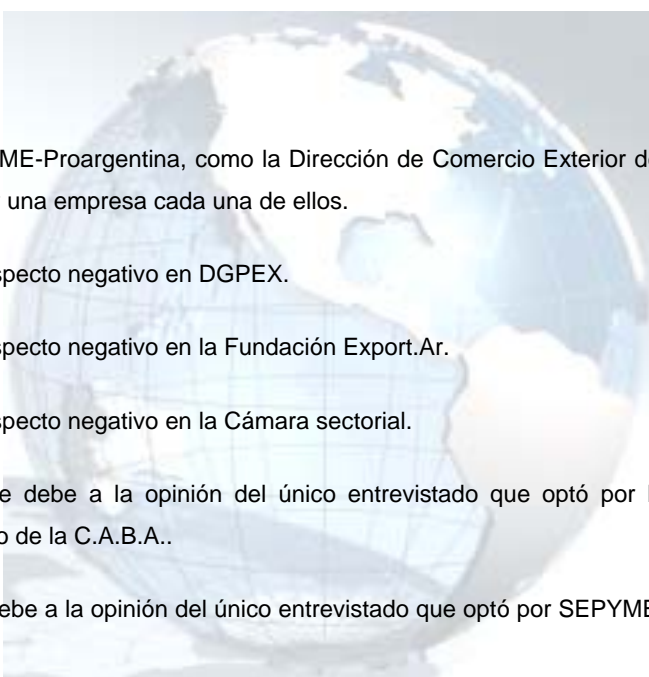 ME-Proargentina, como la Dirección de Comercio Exterior d
una empresa cada una de ellos.
specto negativo en DGPEX.
specto negativo en la Fundación Export.Ar.
specto negativo en la Cámara sectorial.
e debe a la opinión del único entrevistado que optó por
o de la C.A.B.A..
ebe a la opinión del único entrevistado que optó por SEPYME